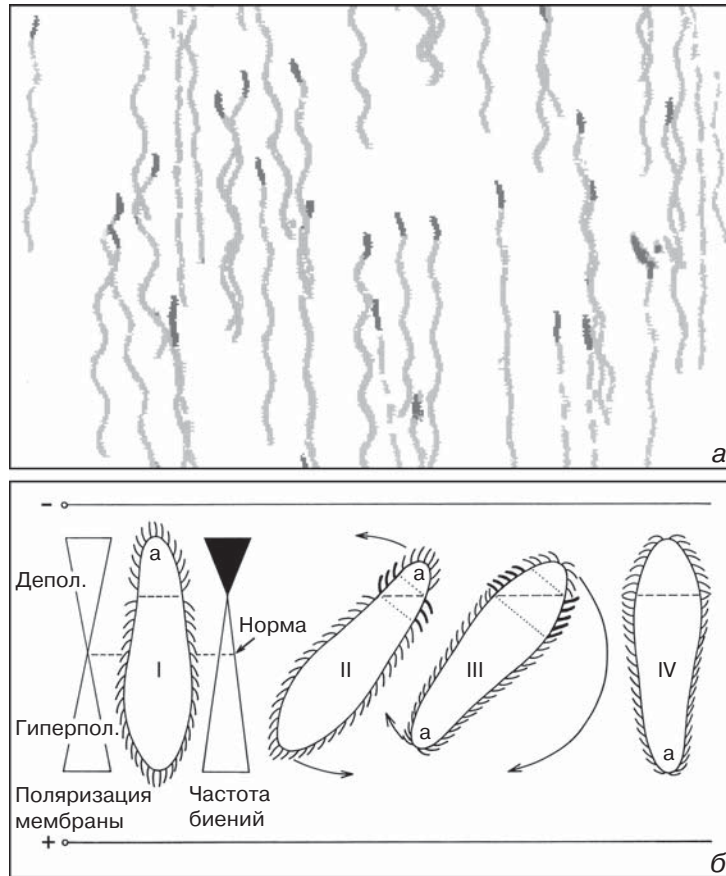 а
-
Депол.
a
a
a
a
Норма
I
II
III
IV
Гиперпол.
Поляризация
мембраны
Частота
биений
+
б